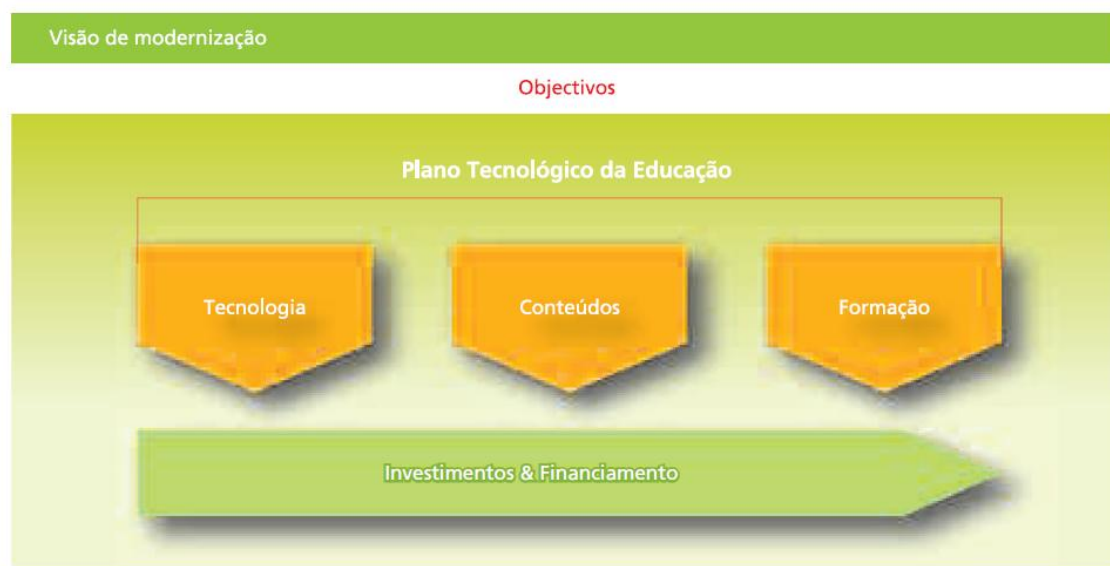 Visão de modernização
Objectivos
Plano Tecnológico da Educação
Tecnologia
Conteúdos
Formação
Investimentos & Financiamento